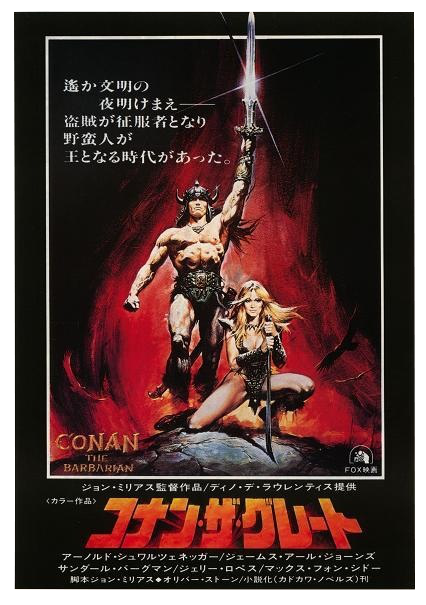 遙か文明の
夜明けまえ──
盗賊が征服者となり
野蛮人が
王となる時代があった。
CONAN
THE
BARBARIAN
FOX映画
ジョン・ミリアス監督作品/ディノ・デ・ラウレンティス提供
〈カラー作品〉
コナン・ザ・グレート
アーノルド・シュワルツェネッガー/ジェームス・アール・ジョーンズ
サンダール・バーグマン/ジェリー・ロペス/マックス・フォン・シドー
脚本ジョン・ミリアス◆オリバー・ストーン/小説化(カドカワ・ノベルズ)刊